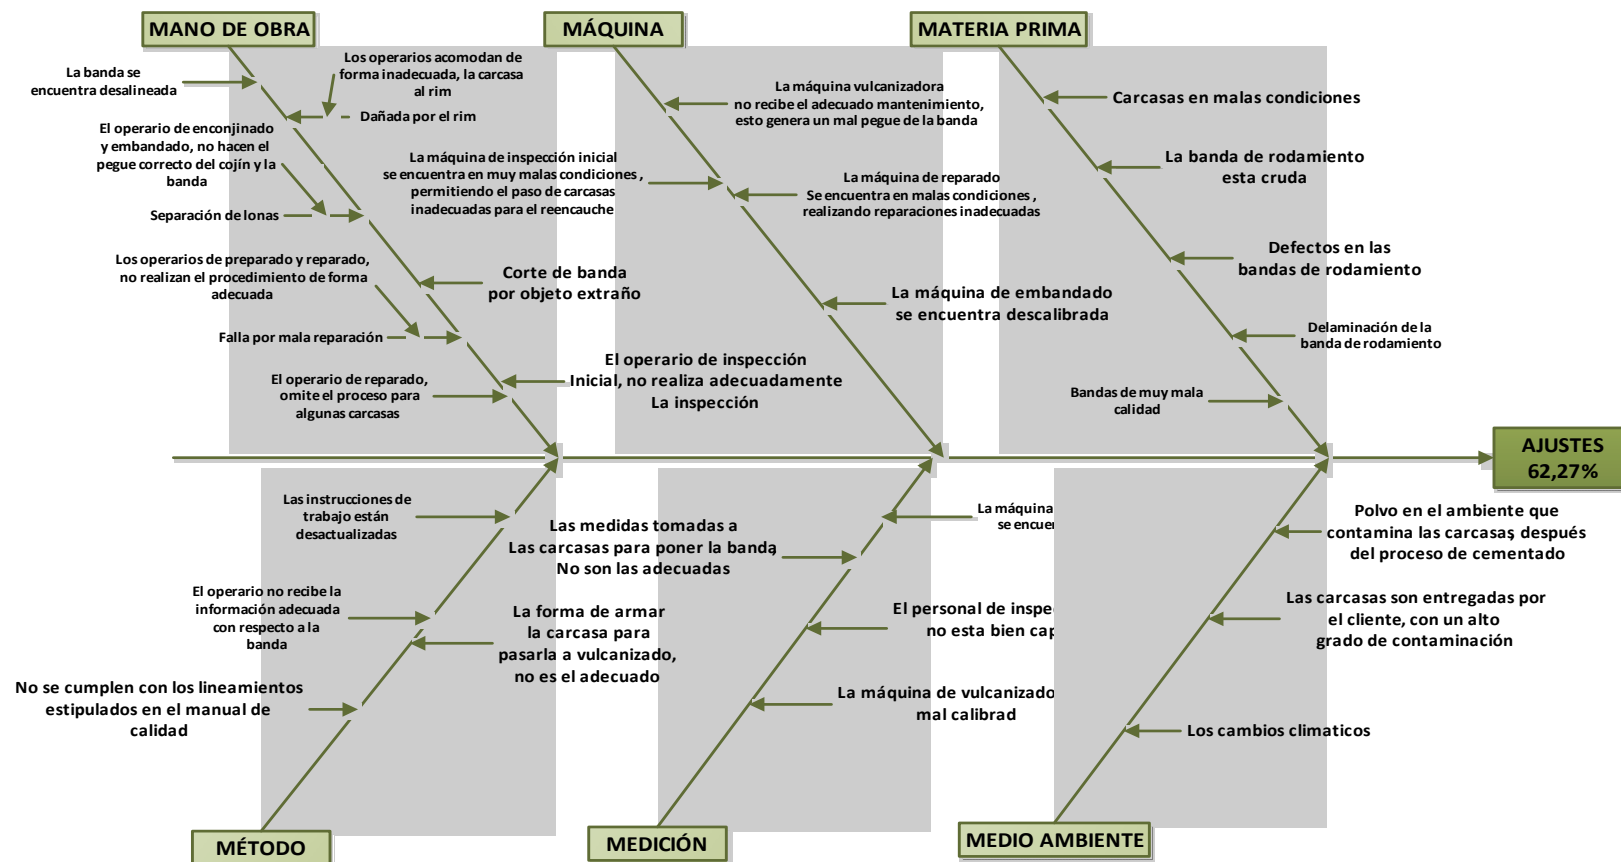 MANO DE OBRA
MÁQUINA
MATERIA PRIMA
La banda se
encuentra desalineada
Los operarios acomodan de
forma inadecuada, la carcasa
al rim
Dañada por el rim
El operario de enconjinado
y embandado, no hacen el
pegue correcto del cojín y la
banda
Separación de lonas
Los operarios de preparado y reparado,
no realizan el procedimiento de forma
adecuada
Falla por mala reparación
Corte de banda
por objeto extraño
El operario de inspección
Inicial, no realiza adecuadamente
La inspección
El operario de reparado,
omite el proceso para
algunas carcasas
La máquina vulcanizadora
no recibe el adecuado mantenimiento,
esto genera un mal pegue de la banda
La máquina de inspección inicial
se encuentra en muy malas condiciones ,
permitiendo el paso de carcasas
inadecuadas para el reencauche
La máquina de reparado
Se encuentra en malas condiciones ,
realizando reparaciones inadecuadas
La máquina de embandado
se encuentra descalibrada
Carcasas en malas condiciones
La banda de rodamiento
esta cruda
Defectos en las
bandas de rodamiento
Delaminación de la
banda de rodamiento
Bandas de muy mala
calidad
AJUSTES
62,27%
Las instrucciones de
trabajo están
desactualizadas
El operario no recibe la
información adecuada
con respecto a la
banda
La forma de armar
la carcasa para
pasarla a vulcanizado,
no es el adecuado
No se cumplen con los lineamientos
estipulados en el manual de
calidad
Las medidas tomadas a
Las carcasas para poner la banda,
No son las adecuadas
La máquina
se
El personal de
no esta bien
La máquina de vulcanizado
mal
Polvo en el ambiente que
contamina las carcasas, después
del proceso de cementado
Las carcasas son entregadas por
el cliente, con un alto
grado de contaminación
Los cambios climaticos
MÉTODO
MEDICIÓN
MEDIO AMBIENTE